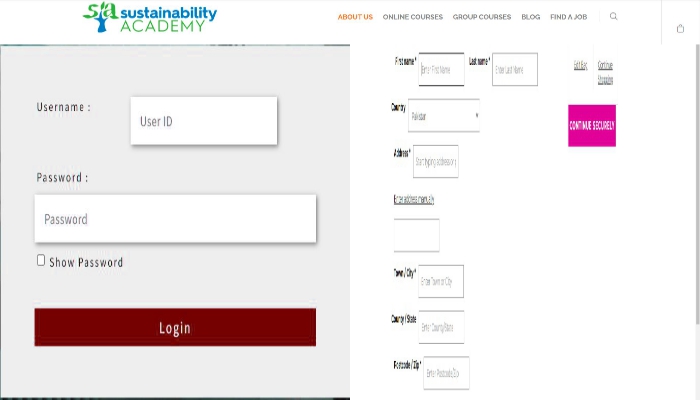 sustainability
ACADEMY
ABOUT US ONLINE COURSES GROUP COURSES BLOG FIND A JOB
Username :
User ID
Password :
Password
Show Password
Login
First name * Enter First Name Last name * Enter Last Name
Edit Bag Continue
Shopping
Country Pakistan
CONTINUE SECURELY
Address * Start typing address or
Enter address manually
Town / City * Enter Town or City
County / State Enter County/State
Postcode / Zip * Enter Postcode/Zip